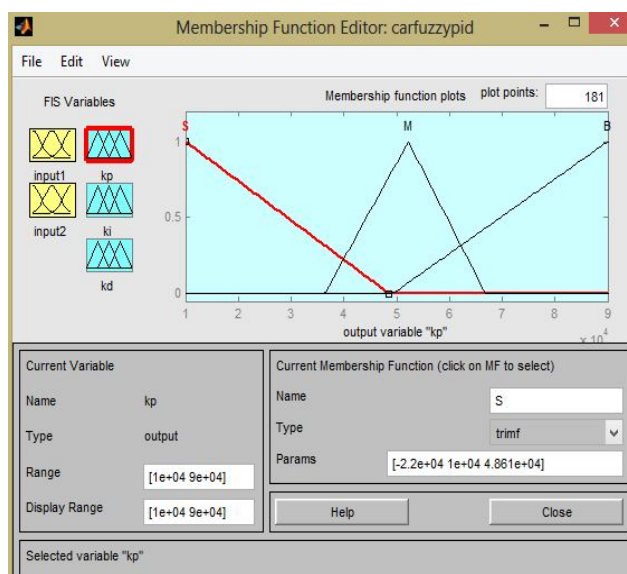 Membership Function Editor: carfuzzypid
File Edit View
FIS Variables
Membership function plots plot points: 181
input1 kp
input2 ki
kd
S M B
1
0.5
0
1 2 3 4 5 6 7 8 9
output variable "kp" x 10^4
Current Variable
Name kp
Type output
Range [1e+04 9e+04]
Display Range [1e+04 9e+04]
Current Membership Function (click on MF to select)
Name S
Type trimf
Params [-2.2e+04 1e+04 4.861e+04]
Help Close
Selected variable "kp"